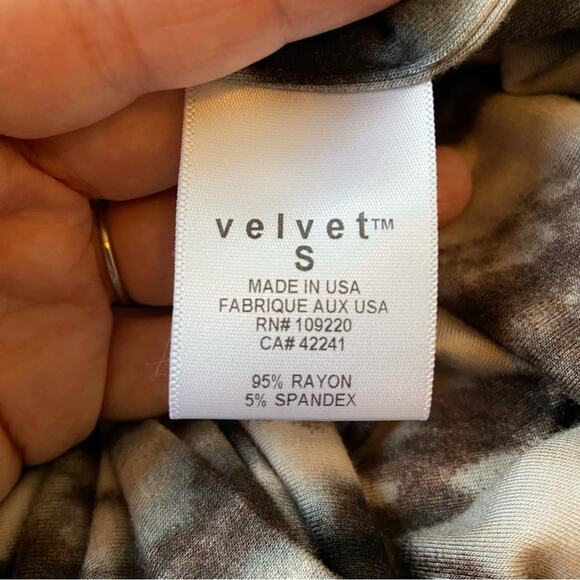 velvet™
S
MADE IN USA
FABRIQUE AUX USA
RN# 109220
CA# 42241
95% RAYON
5% SPANDEX